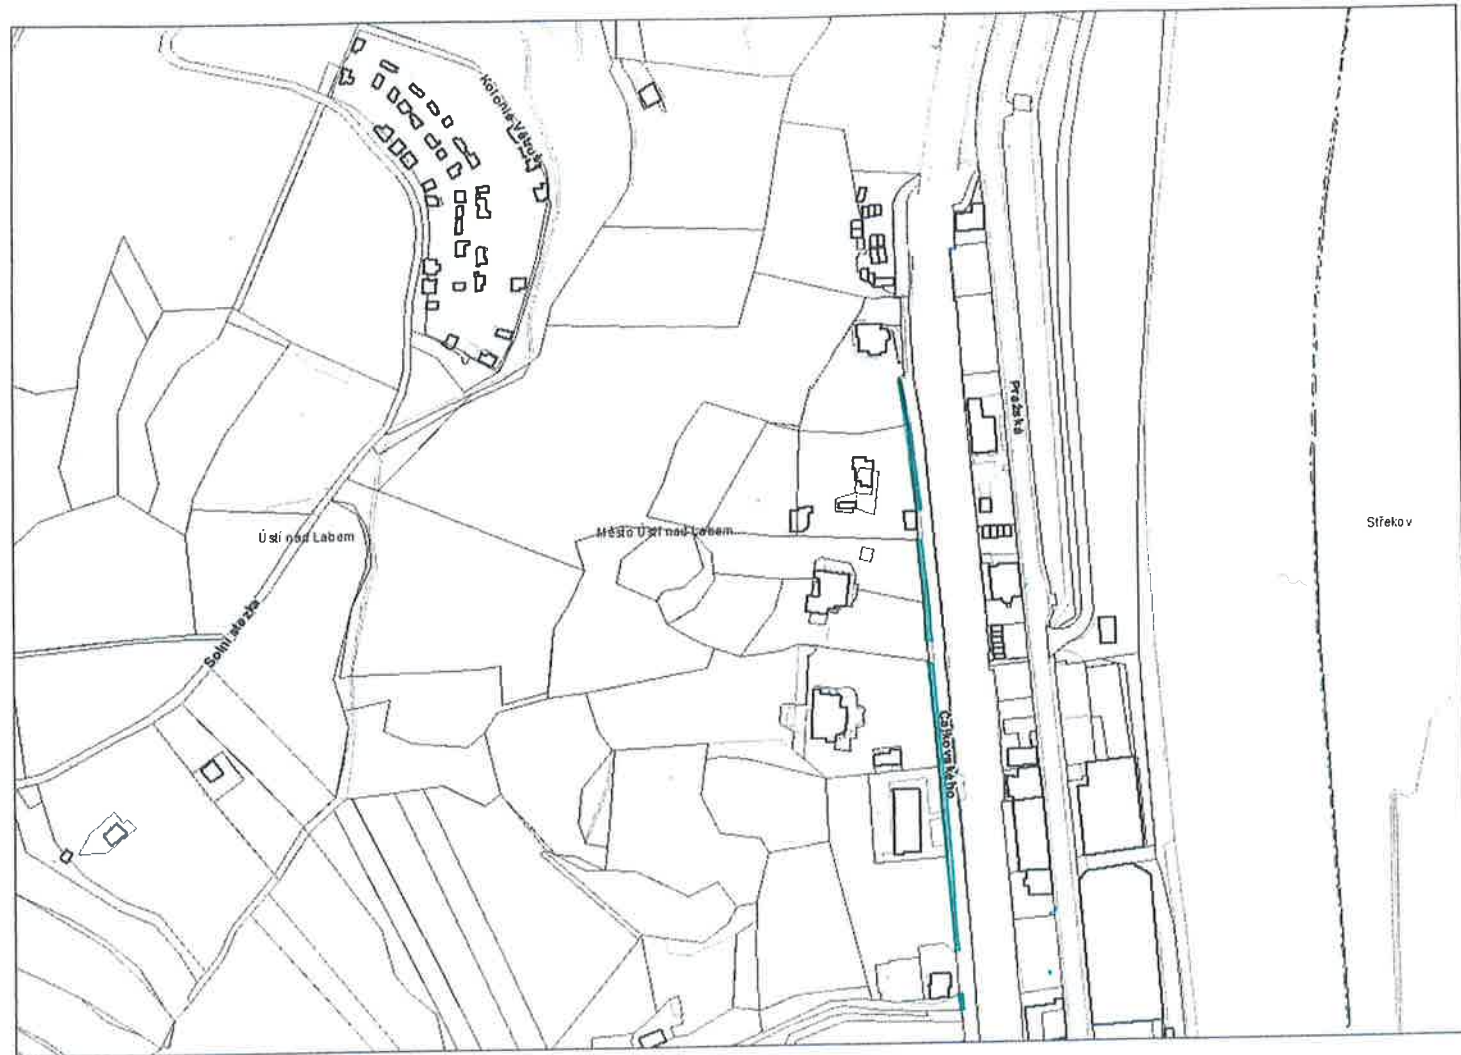 Kolonie Větruše
Pražská
Střekov
Ústí nad Labem
Město Ústí nad Labem
Solní stezka
Čajkovského